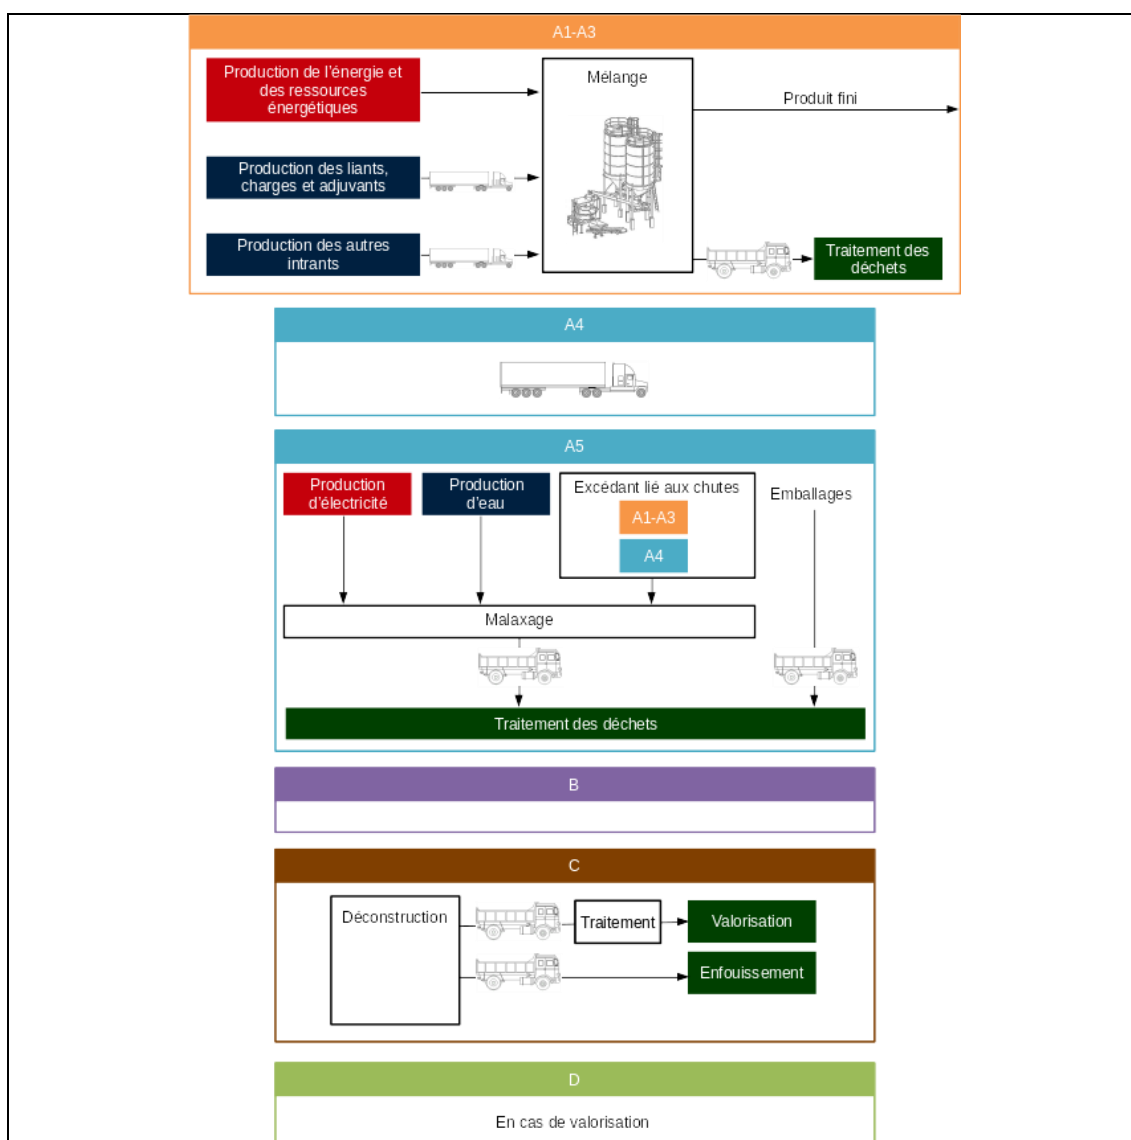 A1-A3
Production de l'énergie et
des ressources
énergétiques
Mélange
Produit fini
Production des liants,
charges et adjuvants
Production des autres
intrants
Traitement des
déchets
A4
A5
Production
d'électricité
Production
d'eau
Excédant lié aux chutes
A1-A3
A4
Emballages
Malaxage
Traitement des déchets
B
C
Déconstruction
Traitement
Valorisation
Enfouissement
D
En cas de valorisation